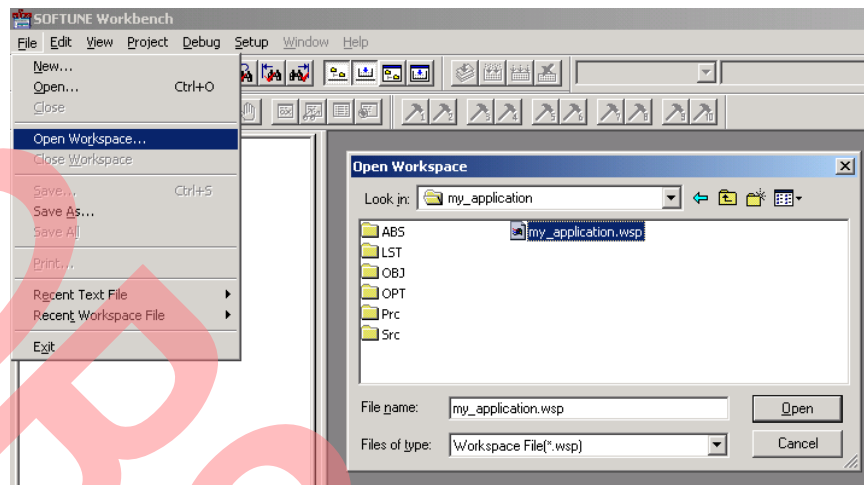 SOFTUNE Workbench
File Edit View Project Debug Setup Window Help
New...
Open... Ctrl+O
Close
Open Workspace...
Close Workspace
Save... Ctrl+S
Save As...
Save All
Print...
Recent Text File
Recent Workspace File
Exit
Open Workspace
Look in: my_application
ABS my_application.wsp
LST
OBJ
OPT
Prc
Src
File name: my_application.wsp Open
Files of type: Workspace File(*.wsp) Cancel